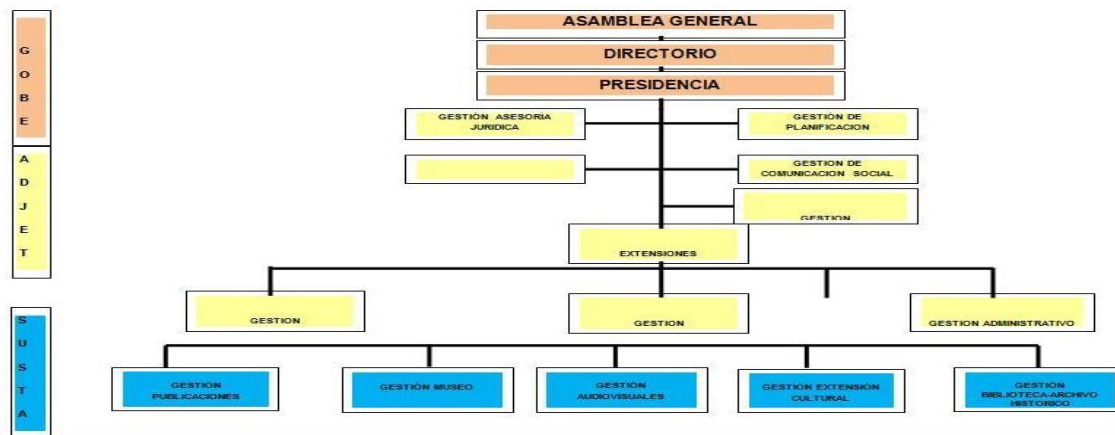 ASAMBLEA GENERAL
DIRECTORIO
PRESIDENCIA
G
O
B
E
GESTIÓN ASESORIA
JURIDICA
GESTIÓN DE
PLANIFICACION
A
D
J
E
T
GESTION DE
COMUNICACION SOCIAL
GESTION
EXTENSIONES
GESTION
GESTION
GESTION ADMINISTRATIVO
S
U
S
T
A
GESTIÓN
PUBLICACIONES
GESTIÓN MUSEO
GESTIÓN
AUDIOVISUALES
GESTIÓN EXTENSIÓN
CULTURAL
GESTIÓN
BIBLIOTECA-ARCHIVO
HISTORICO